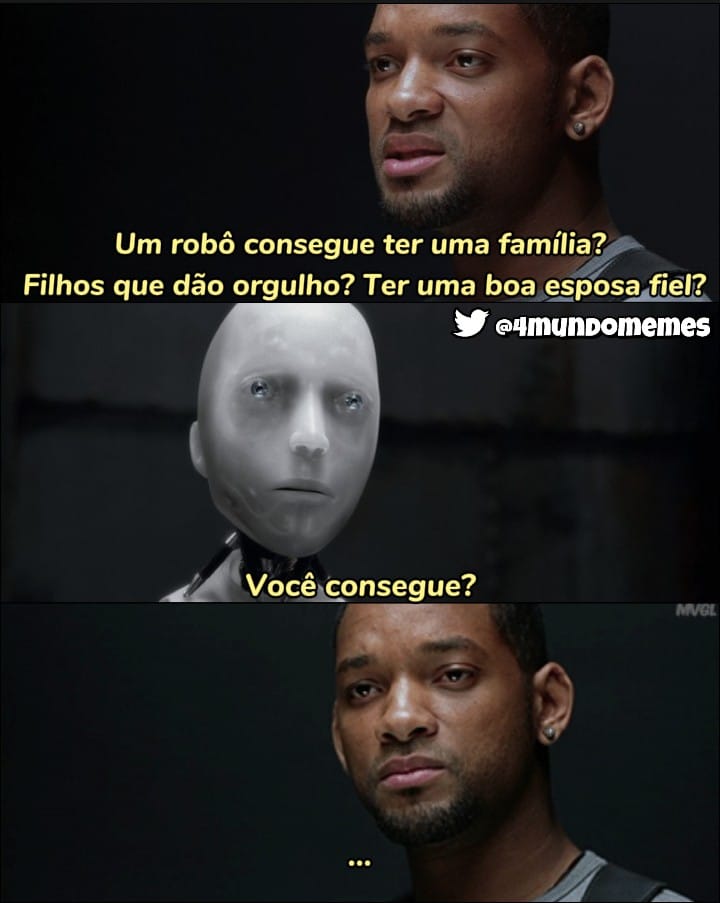 Um robô consegue ter uma família?
Filhos que dão orgulho? Ter uma boa esposa fiel?
@4mundomemes
Você consegue?
MVGL
...